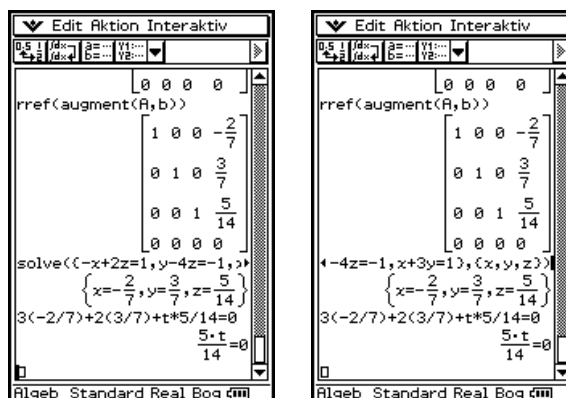 Edit Aktion Interaktiv
0 0 0 0
rref(augment(A,b))
1 0 0 -2/7
0 1 0 3/7
0 0 1 5/14
0 0 0 0
solve({-x+2z=1,y-4z=-1,x
{x=-2/7,y=3/7,z=5/14}
3(-2/7)+2(3/7)+t*5/14=0
5·t/14=0
Algeb Standard Real Bog
Edit Aktion Interaktiv
0 0 0 0
rref(augment(A,b))
1 0 0 -2/7
0 1 0 3/7
0 0 1 5/14
0 0 0 0
-4z=-1,x+3y=1},{x,y,z})
{x=-2/7,y=3/7,z=5/14}
3(-2/7)+2(3/7)+t*5/14=0
5·t/14=0
Algeb Standard Real Bog